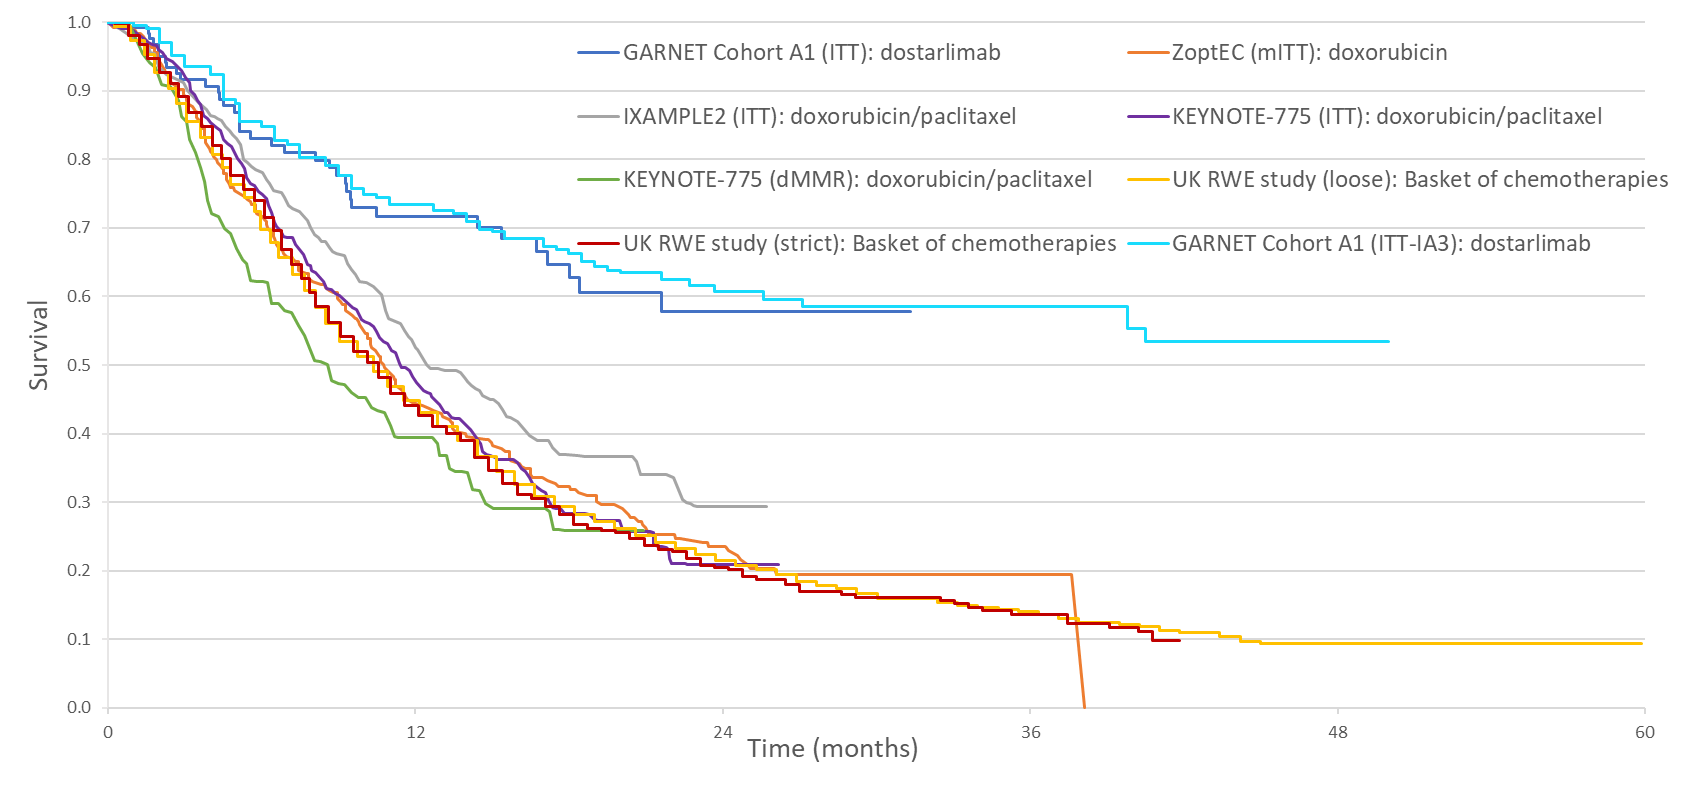 1.0
GARNET Cohort A1 (ITT): dostarlimab
ZoptEC (mITT): doxorubicin
0.9
IXAMPLE2 (ITT): doxorubicin/paclitaxel
KEYNOTE-775 (ITT): doxorubicin/paclitaxel
0.8
KEYNOTE-775 (dMMR): doxorubicin/paclitaxel
UK RWE study (loose): Basket of chemotherapies
0.7
UK RWE study (strict): Basket of chemotherapies
GARNET Cohort A1 (ITT-IA3): dostarlimab
0.6
Survival
0.5
0.4
0.3
0.2
0.1
0.0
0
12
24
36
48
60
Time (months)